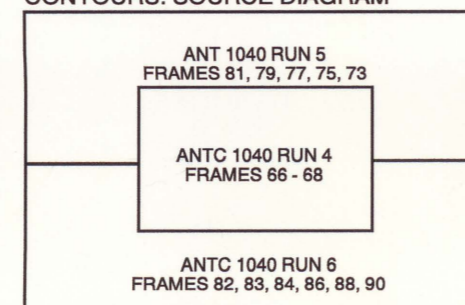 CONTOURS: SOURCE DIAGRAM
ANT 1040 RUN 5
FRAMES 81, 79, 77, 75, 73
ANTC 1040 RUN 4
FRAMES 66 - 68
ANTC 1040 RUN 6
FRAMES 82, 83, 84, 86, 88, 90